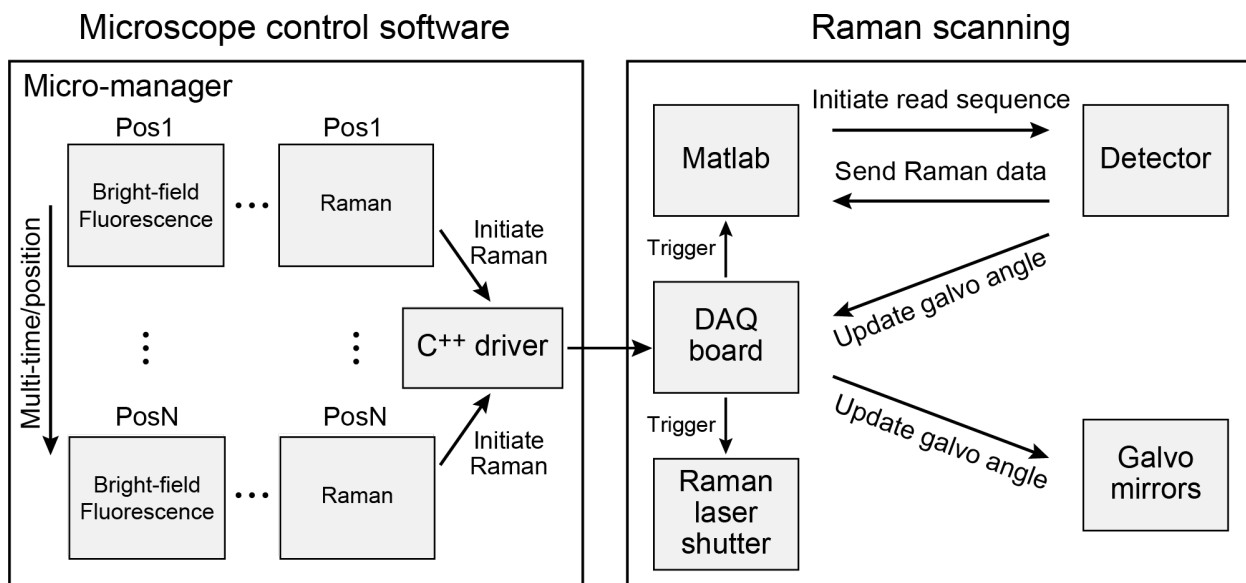 Microscope control software
Raman scanning
Micro-manager
Pos1
Pos1
Bright-field
Fluorescence
Raman
Initiate
Raman
Multi-time/position
C++ driver
PosN
PosN
Bright-field
Fluorescence
Raman
Initiate
Raman
Matlab
Initiate read sequence
Send Raman data
Detector
Trigger
DAQ
board
Update galvo angle
Trigger
Update galvo angle
Raman
laser
shutter
Galvo
mirrors